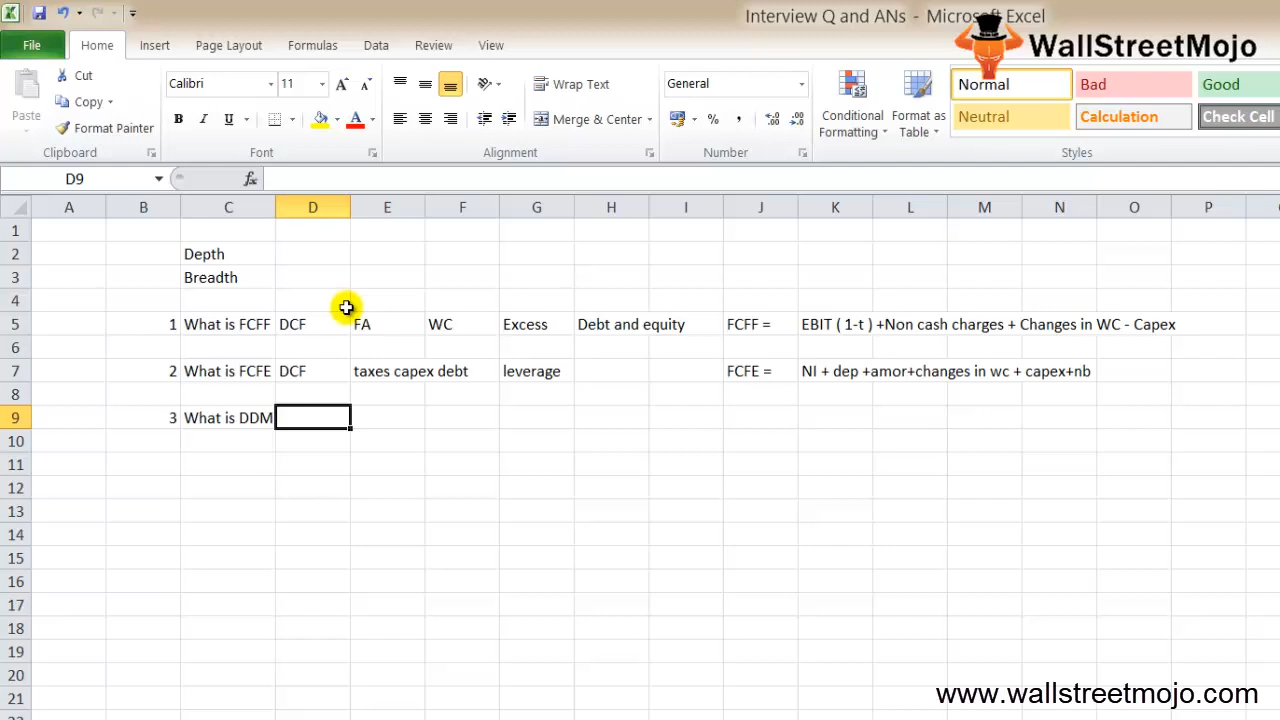 Interview Q and ANs - Microsoft Excel
WallStreetMojo
File Home Insert Page Layout Formulas Data Review View
Paste
Cut
Copy
Format Painter
Clipboard
Calibri
A A
B I U A
Font
Wrap Text
Merge & Center
Alignment
General
% ,
Number
Conditional Formatting
Format as Table
Normal Bad Good
Neutral Calculation Check Cell
Styles
D9 fx
A B C D E F G H I J K L M N O P
1
2 Depth
3 Breadth
4
5 1 What is FCFF DCF FA WC Excess Debt and equity FCFF = EBIT ( 1-t ) +Non cash charges + Changes in WC - Capex
6
7 2 What is FCFE DCF taxes capex debt leverage FCFE = NI + dep +amor+changes in wc + capex+nb
8
9 3 What is DDM
10
11
12
13
14
15
16
17
18
19
20
21
www.wallstreetmojo.com